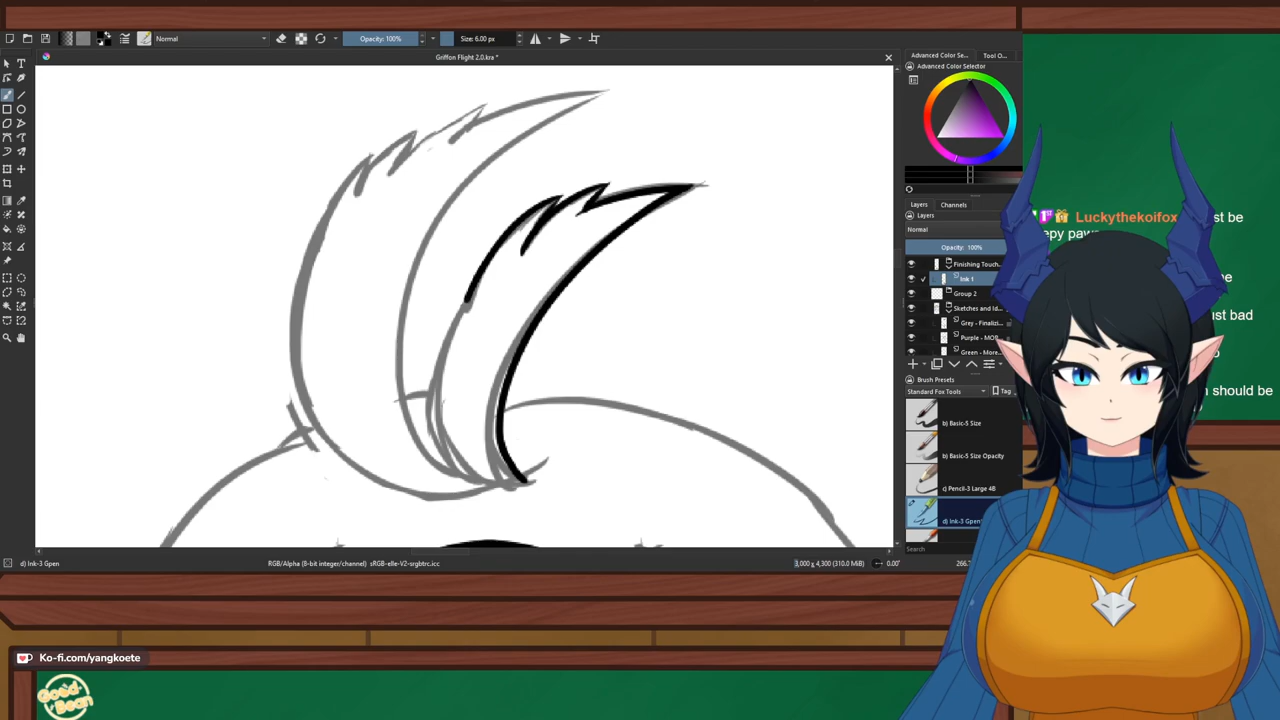 Normal
Opacity: 100%
Size: 6.00 px
Griffon Flight 2.0.kra *
Advanced Color Se...
Tool O...
Advanced Color Selector
Layers
Channels
Layers
Normal
Opacity: 100%
Finishing Touch...
Ink 1
Group 2
Sketches and Id...
Grey - Finalizi...
Purple - MOR
Green - More...
Brush Presets
Standard Fox Tools
Tag
b) Basic-5 Size
b) Basic-5 Size Opacity
c) Pencil-3 Large 4B
d) Ink-3 Gpen
Search
d) Ink-3 Gpen
RGB/Alpha (8-bit integer/channel) sRGB-elle-V2-srgbtrc.icc
3,000 x 4,300 (310.0 MiB)
0.00°
266.
Luckythekoifox
st be
epy paw
ust bad
should be
Ko-fi.com/yangkoete
Good
Bean